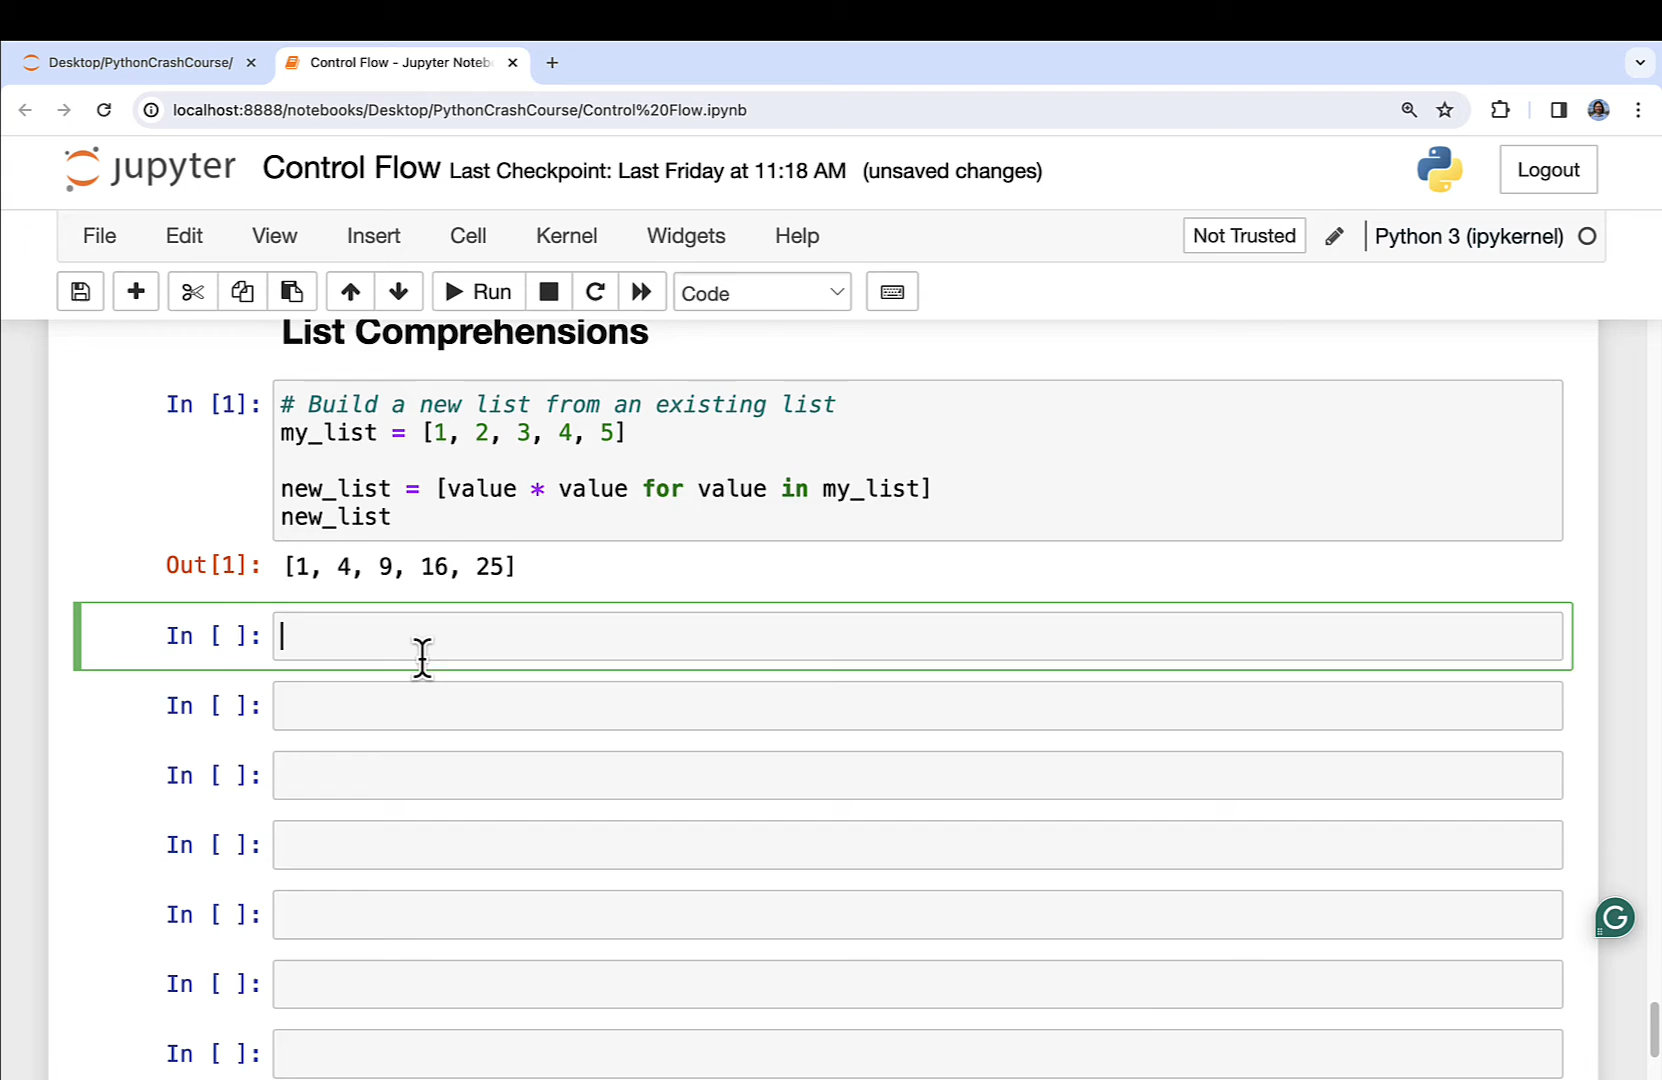 Desktop/PythonCrashCourse/
Control Flow - Jupyter Noteb
localhost:8888/notebooks/Desktop/PythonCrashCourse/Control%20Flow.ipynb
jupyter Control Flow Last Checkpoint: Last Friday at 11:18 AM (unsaved changes) Logout
File Edit View Insert Cell Kernel Widgets Help Not Trusted Python 3 (ipykernel)
Run Code
List Comprehensions
In [1]: # Build a new list from an existing list
my_list = [1, 2, 3, 4, 5]
new_list = [value * value for value in my_list]
new_list
Out[1]: [1, 4, 9, 16, 25]
In [ ]:
In [ ]:
In [ ]:
In [ ]:
In [ ]:
In [ ]:
In [ ]: